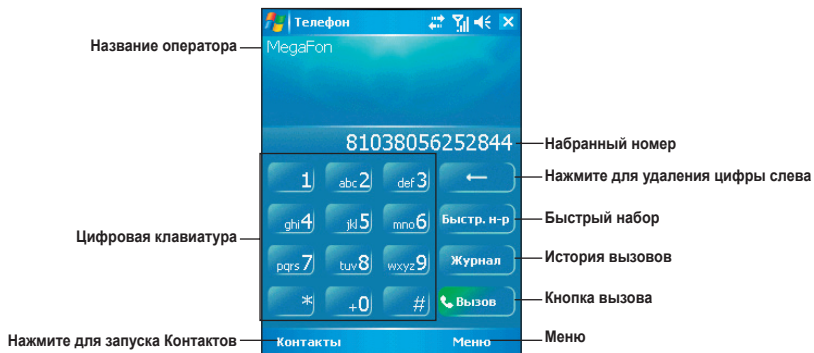 Телефон
Название оператора
MegaFon
81038056252844
Набранный номер
1
abc 2
def 3
←
Нажмите для удаления цифры слева
ghi 4
jkl 5
mno 6
Быстр. н-р
Быстрый набор
Цифровая клавиатура
pqrs 7
tuv 8
wxyz 9
Журнал
История вызовов
*
+0
#
Вызов
Кнопка вызова
Нажмите для запуска Контактов
Контакты
Меню
Меню